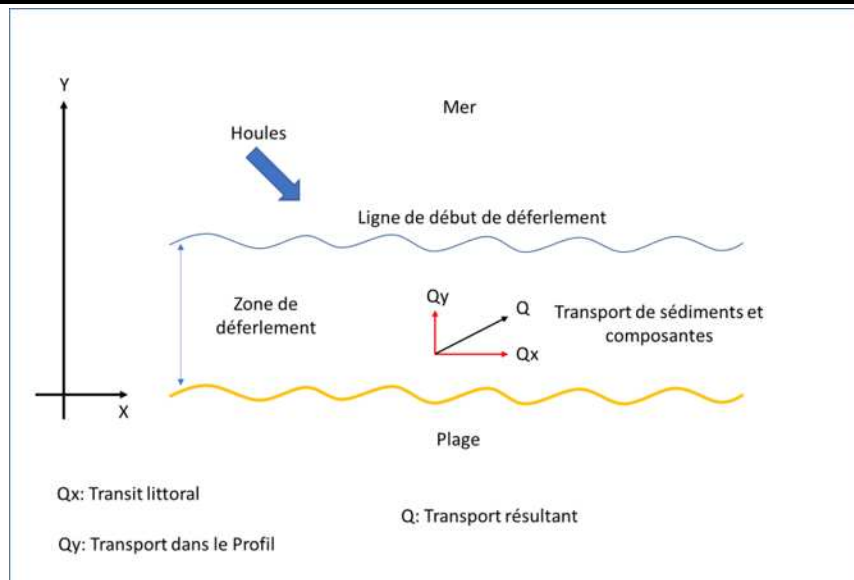 Y
Mer
Houles
Ligne de début de déferlement
Zone de
déferlement
Qy
Q
Qx
Transport de sédiments et
composantes
X
Plage
Qx: Transit littoral
Q: Transport résultant
Qy: Transport dans le Profil